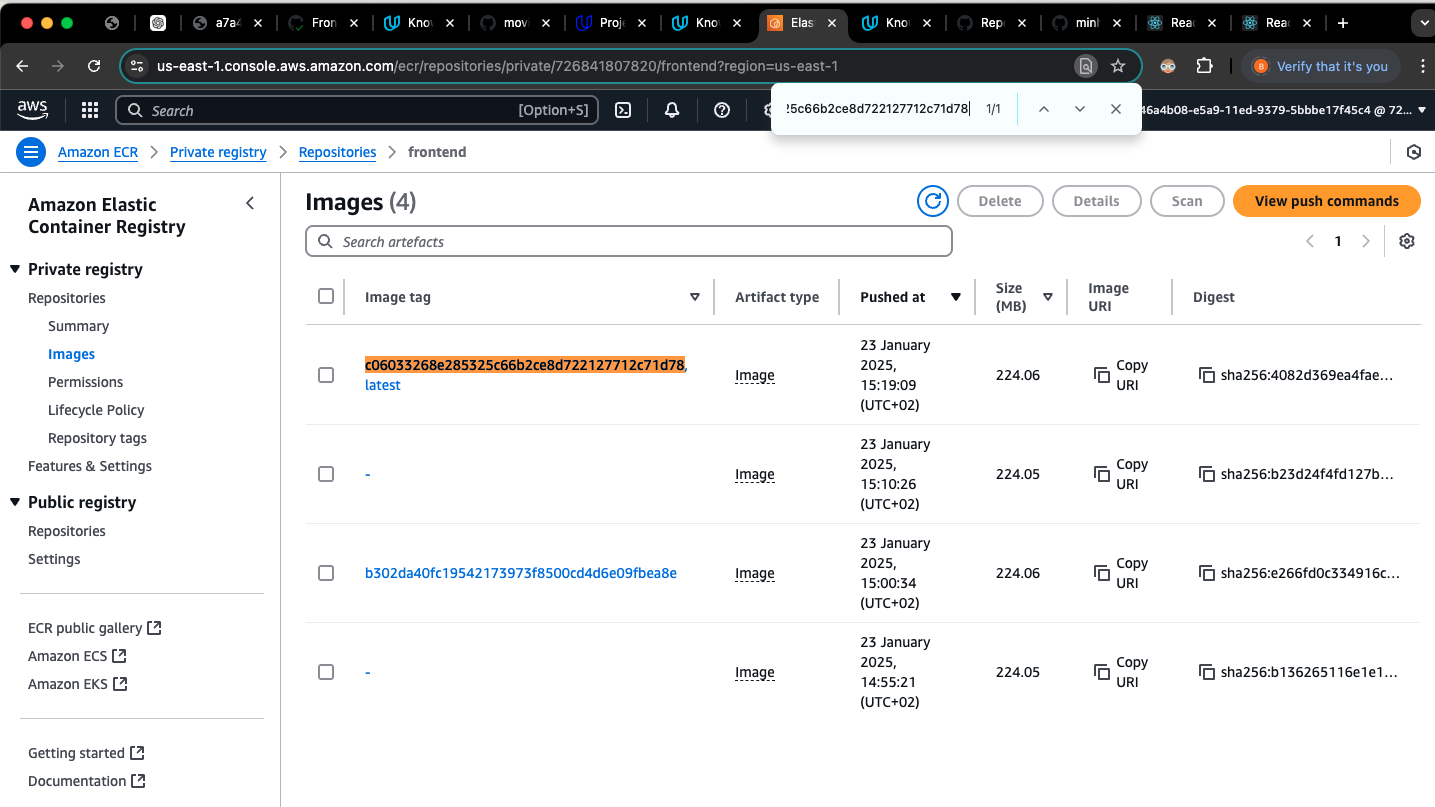 Fron
Knov
mov
Proje
Knov
Elast
Knov
Repo
minh
Reac
Reac
us-east-1.console.aws.amazon.com/ecr/repositories/private/726841807820/frontend?region=us-east-1
B
Verify that it's you
25c66b2ce8d722127712c71d78
1/1
aws
Search
[Option+S]
46a4b08-e5a9-11ed-9379-5bbbe17f45c4 @ 72...
Amazon ECR
Private registry
Repositories
frontend
Amazon Elastic
Container Registry
Private registry
Repositories
Summary
Images
Permissions
Lifecycle Policy
Repository tags
Features & Settings
Public registry
Repositories
Settings
ECR public gallery
Amazon ECS
Amazon EKS
Getting started
Documentation
Images (4)
Delete
Details
Scan
View push commands
Search artefacts
1
Image tag
Artifact type
Pushed at
Size
(MB)
Image
URI
Digest
c06033268e285325c66b2ce8d722127712c71d78,
latest
Image
23 January
2025,
15:19:09
(UTC+02)
224.06
Copy
URI
sha256:4082d369ea4fae...
-
Image
23 January
2025,
15:10:26
(UTC+02)
224.05
Copy
URI
sha256:b23d24f4fd127b...
b302da40fc19542173973f8500cd4d6e09fbea8e
Image
23 January
2025,
15:00:34
(UTC+02)
224.06
Copy
URI
sha256:e266fd0c334916c...
-
Image
23 January
2025,
14:55:21
(UTC+02)
224.05
Copy
URI
sha256:b136265116e1e1...